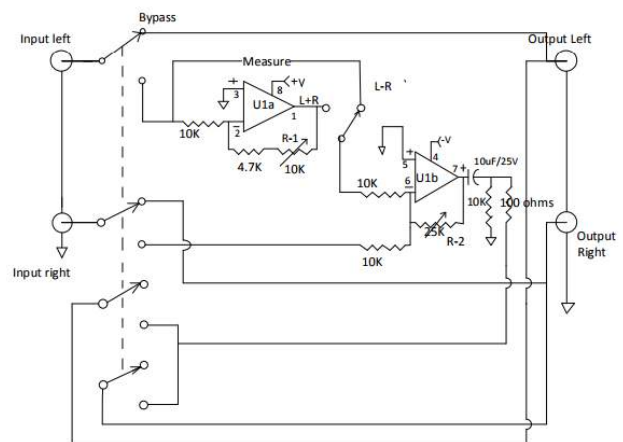 Bypass
Input left
Output Left
Measure
+V
L-R
+
3
8
U1a
L+R
1
10K
-
2
R-1
4.7K
10K
-V
+
5
4
U1b
7
+
10uF/25V
10K
6
-
10K
100 ohms
25K
R-2
10K
Input right
Output
Right